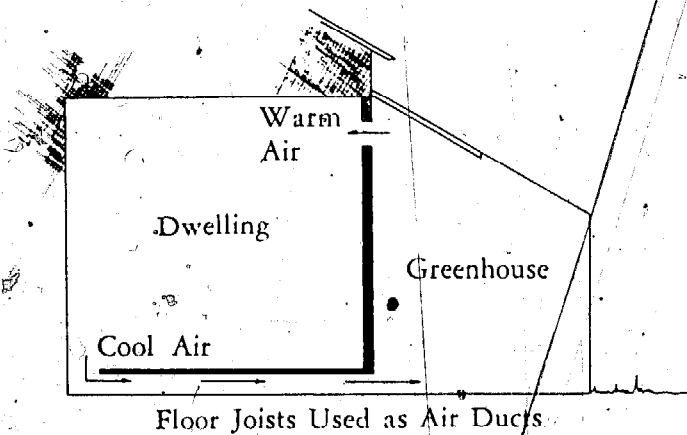 Warm
Air
Dwelling
Greenhouse
Cool Air
Floor Joists Used as Air Ducts